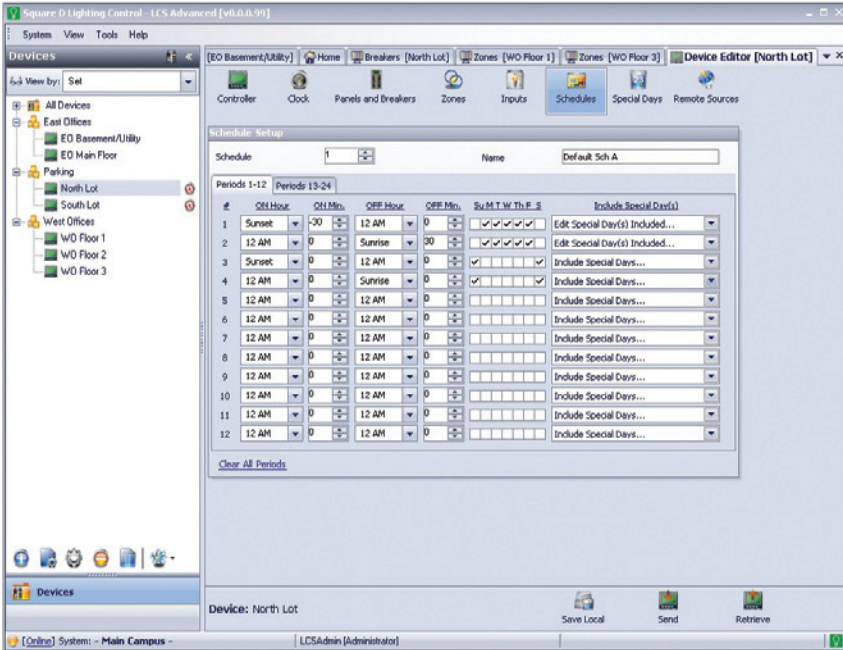 Square D Lighting Control - LCS Advanced [v0.0.0.99]
System View Tools Help
Devices
[EO Basement/Utility] Home Breakers [North Lot] Zones [WO Floor 1] Zones [WO Floor 3] Device Editor [North Lot]
View by: Set
Controller Clock Panels and Breakers Zones Inputs Schedules Special Days Remote Sources
All Devices
East Offices
EO Basement/Utility
EO Main Floor
Parking
North Lot
South Lot
West Offices
WO Floor 1
WO Floor 2
WO Floor 3
Schedule Setup
Schedule 1 Name Default Sch A
Periods 1-12 Periods 13-24
# ON Hour ON Min. OFF Hour OFF Min. Su M T W Th F S Include Special Day(s)
1 Sunset -30 12 AM 0 Edit Special Day(s) Included...
2 12 AM 0 Sunrise 30 Edit Special Day(s) Included...
3 Sunset 0 12 AM 0 Include Special Days...
4 12 AM 0 Sunrise 0 Include Special Days...
5 12 AM 0 12 AM 0 Include Special Days...
6 12 AM 0 12 AM 0 Include Special Days...
7 12 AM 0 12 AM 0 Include Special Days...
8 12 AM 0 12 AM 0 Include Special Days...
9 12 AM 0 12 AM 0 Include Special Days...
10 12 AM 0 12 AM 0 Include Special Days...
11 12 AM 0 12 AM 0 Include Special Days...
12 12 AM 0 12 AM 0 Include Special Days...
Clear All Periods
Devices
Device: North Lot
Save Local Send Retrieve
[Online] System: - Main Campus - LCSAdmin [Administrator]